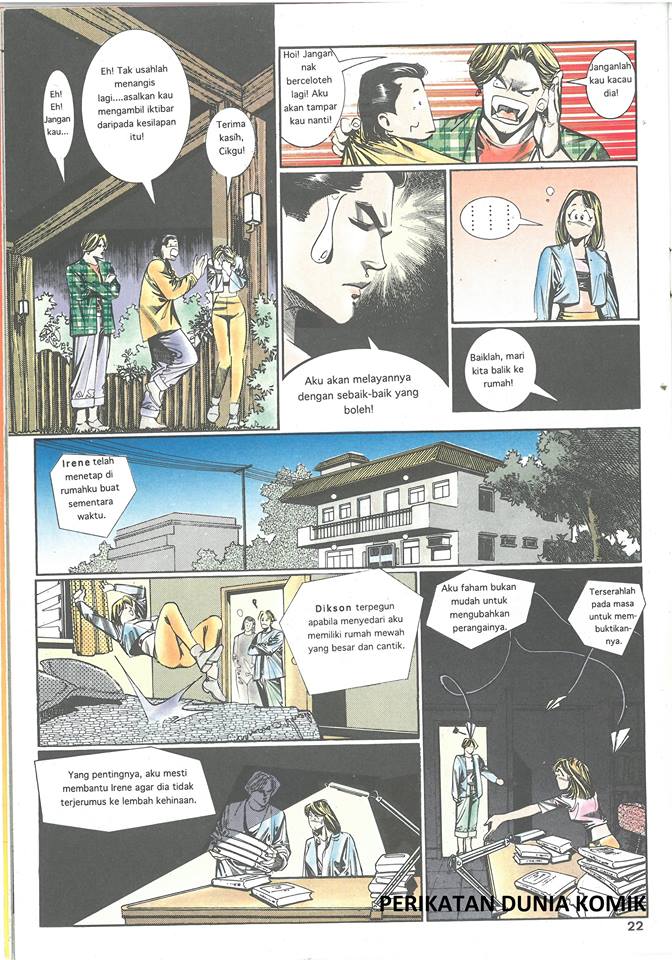 Eh!
Eh!
Jangan
kau...
Eh! Tak usahlah
menangis
lagi....asalkan kau
mengambil iktibar
daripada kesilapan
itu!
Terima
kasih,
Cikgu!
Hoi! Jangan
nak
berceloteh
lagi! Aku
akan tampar
kau nanti!
Janganlah
kau kacau
dia!
Aku akan melayannya
dengan sebaik-baik yang
boleh!
Baiklah, mari
kita balik ke
rumah!
Irene telah
menetap di
rumahku buat
sementara
waktu.
Dikson terpegun
apabila menyedari aku
memiliki rumah mewah
yang besar dan cantik.
Aku faham bukan
mudah untuk
mengubahkan
perangainya.
Terserahlah
pada masa
untuk mem-
buktikan-
nya.
Yang pentingnya, aku mesti
membantu Irene agar dia tidak
terjerumus ke lembah kehinaan.
PERIKATAN DUNIA KOMIK
22